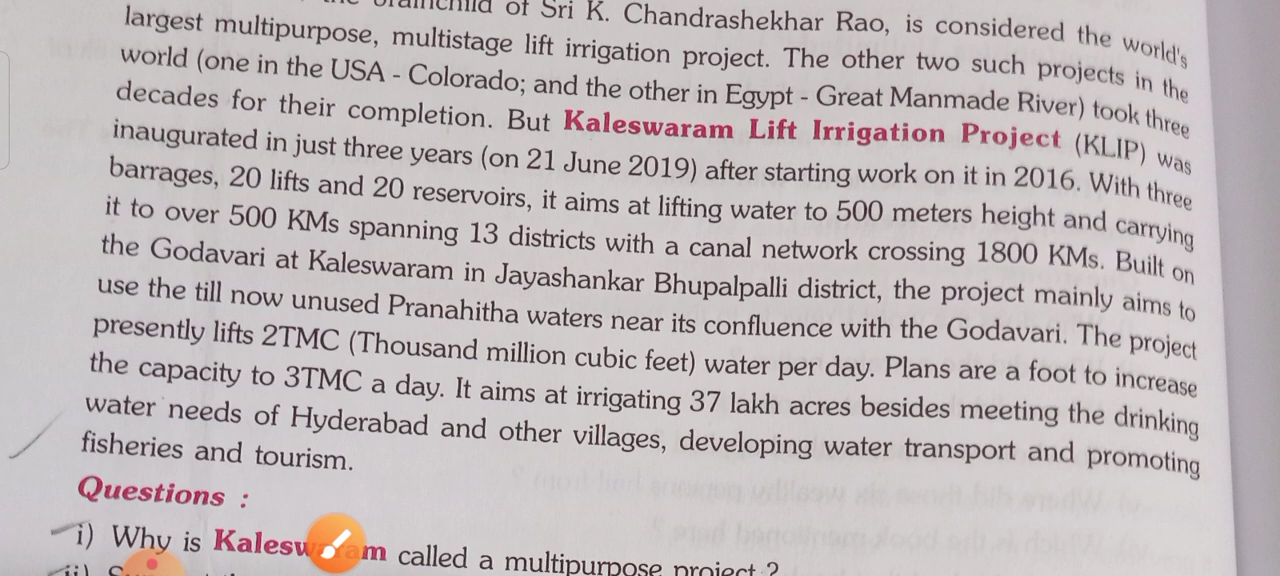 of Sri K. Chandrashekhar Rao, is considered the world's
largest multipurpose, multistage lift irrigation project. The other two such projects in the
world (one in the USA - Colorado; and the other in Egypt - Great Manmade River) took three
decades for their completion. But Kaleswaram Lift Irrigation Project (KLIP) was
inaugurated in just three years (on 21 June 2019) after starting work on it in 2016. With three
barrages, 20 lifts and 20 reservoirs, it aims at lifting water to 500 meters height and carrying
it to over 500 KMs spanning 13 districts with a canal network crossing 1800 KMs. Built on
the Godavari at Kaleswaram in Jayashankar Bhupalpalli district, the project mainly aims to
use the till now unused Pranahitha waters near its confluence with the Godavari. The project
presently lifts 2TMC (Thousand million cubic feet) water per day. Plans are a foot to increase
the capacity to 3TMC a day. It aims at irrigating 37 lakh acres besides meeting the drinking
water needs of Hyderabad and other villages, developing water transport and promoting
fisheries and tourism.
Questions :
i) Why is Kaleswaram called a multipurpose project ?
ii)